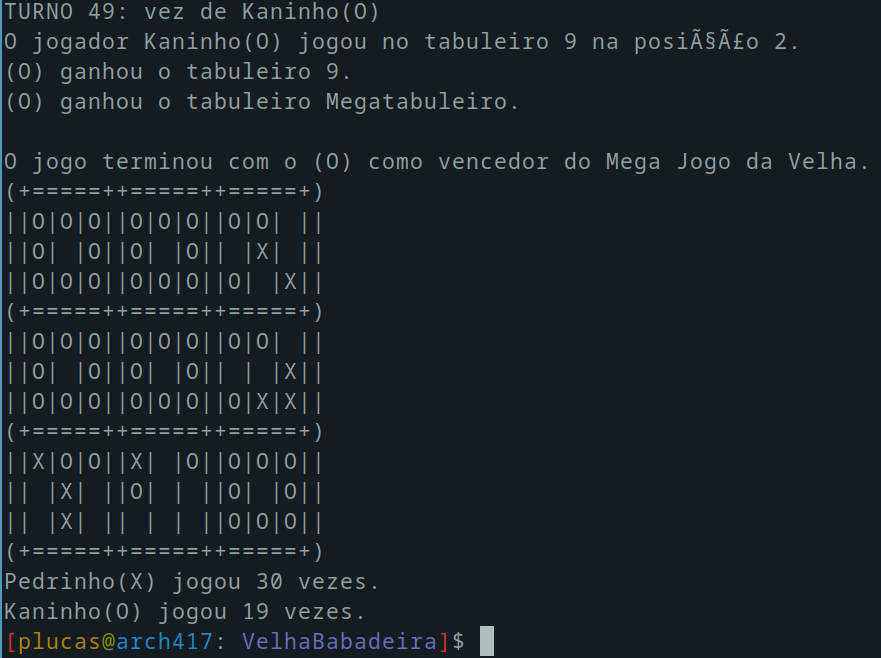 TURNO 49: vez de Kaninho(O)
O jogador Kaninho(O) jogou no tabuleiro 9 na posiÃ§Ã£o 2.
(O) ganhou o tabuleiro 9.
(O) ganhou o tabuleiro Megatabuleiro.
O jogo terminou com o (O) como vencedor do Mega Jogo da Velha.
(+=====++=====++=====+)
||O|O|O||O|O|O||O|O| ||
||O| |O||O| |O|| |X| ||
||O|O|O||O|O|O||O| |X||
(+=====++=====++=====+)
||O|O|O||O|O|O||O|O| ||
||O| |O||O| |O|| | |X||
||O|O|O||O|O|O||O|X|X||
(+=====++=====++=====+)
||X|O|O||X| |O||O|O|O||
|| |X| ||O| | ||O| |O||
|| |X| || | | ||O|O|O||
(+=====++=====++=====+)
Pedrinho(X) jogou 30 vezes.
Kaninho(O) jogou 19 vezes.
[plucas@arch417: VelhaBabadeira]$